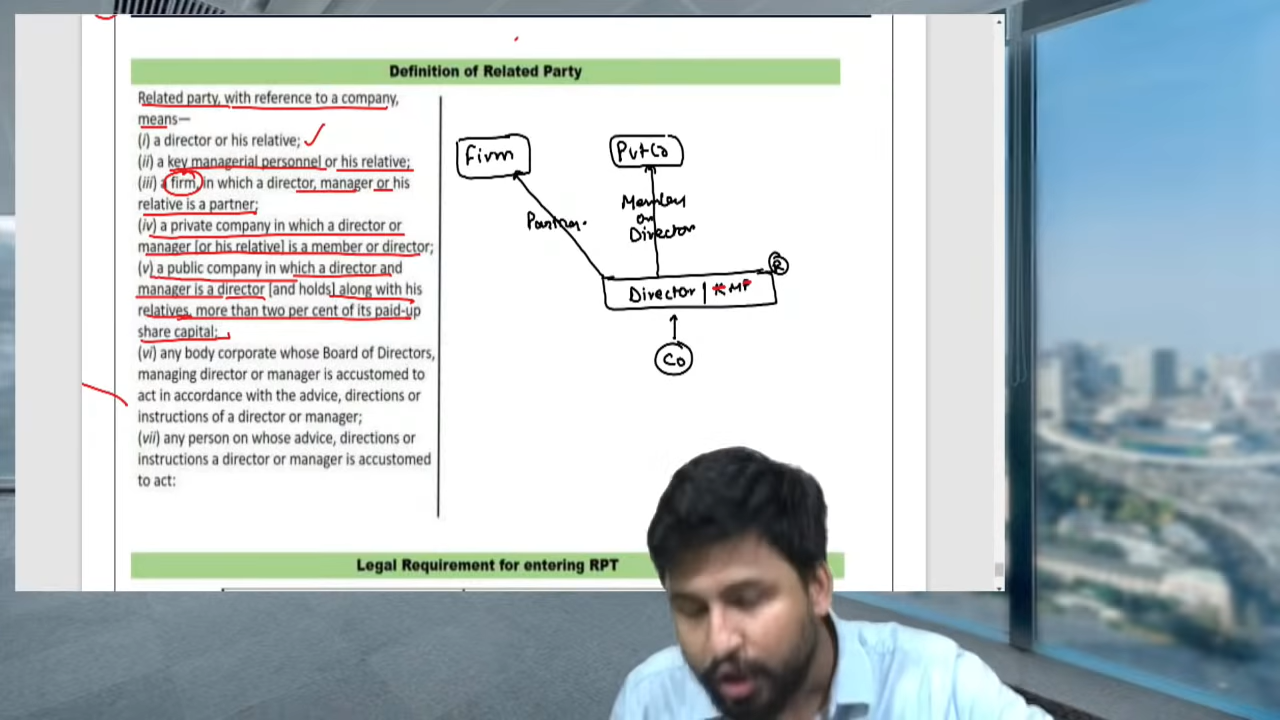 Definition of Related Party
Related party, with reference to a company,
means—
(i) a director or his relative;
(ii) a key managerial personnel or his relative;
(iii) a firm, in which a director, manager or his
relative is a partner;
(iv) a private company in which a director or
manager [or his relative] is a member or director;
(v) a public company in which a director and
manager is a director [and holds] along with his
relatives, more than two per cent of its paid-up
share capital;
(vi) any body corporate whose Board of Directors,
managing director or manager is accustomed to
act in accordance with the advice, directions or
instructions of a director or manager;
(vii) any person on whose advice, directions or
instructions a director or manager is accustomed
to act:
Firm
Pvt Co
Partner.
Member
or
Director
R
Director | KMP
Co
Legal Requirement for entering RPT